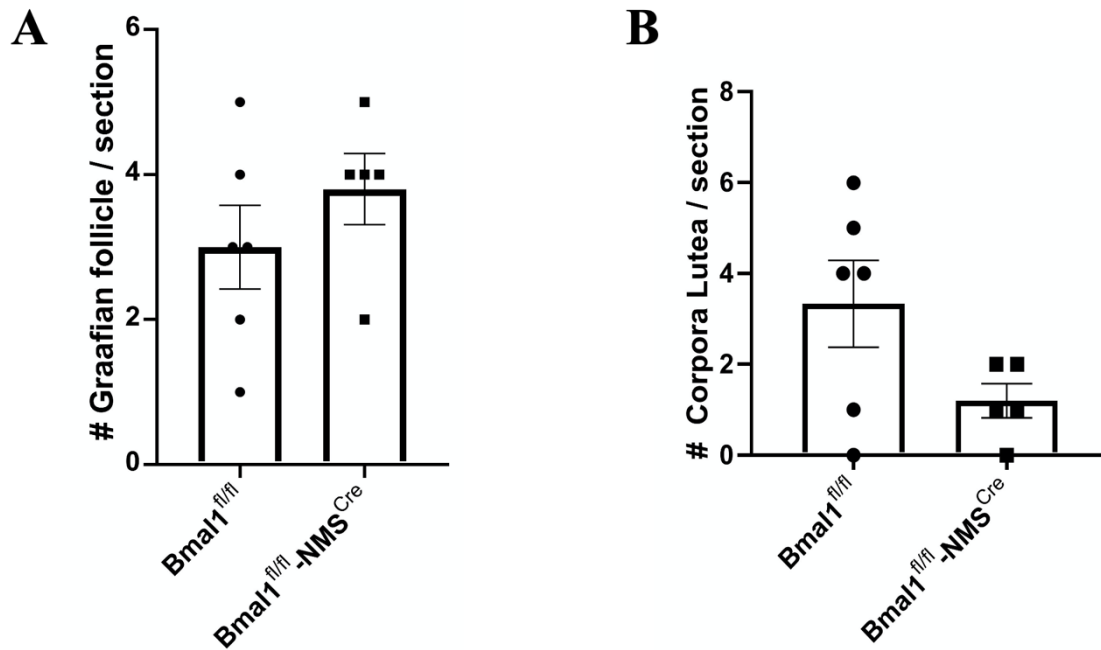 A
# Graafian follicle / section
6
4
2
0
Bmal1fl/fl
Bmal1fl/fl-NMSCre
B
# Corpora Lutea / section
8
6
4
2
0
Bmal1fl/fl
Bmal1fl/fl-NMSCre